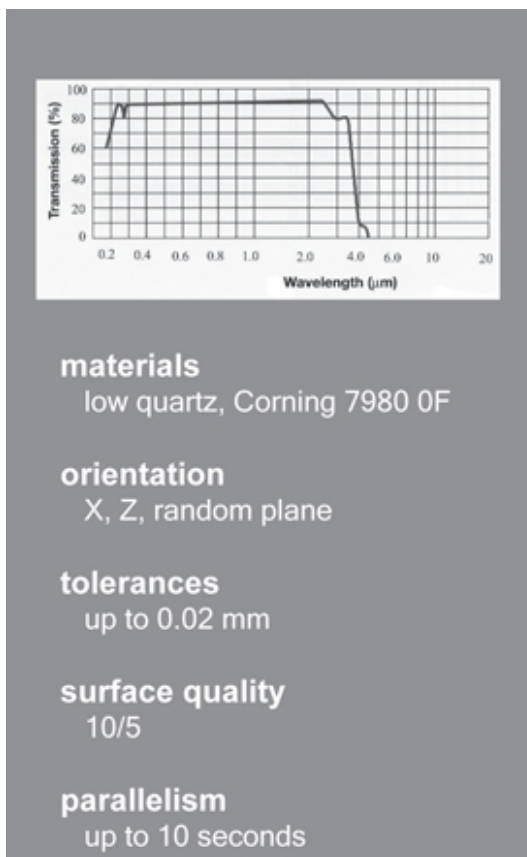 100
80
60
40
20
0
Transmission (%)
0.2 0.4 0.6 0.8 1.0 2.0 4.0 6.0 10 20
Wavelength (μm)
materials
low quartz, Corning 7980 0F
orientation
X, Z, random plane
tolerances
up to 0.02 mm
surface quality
10/5
parallelism
up to 10 seconds